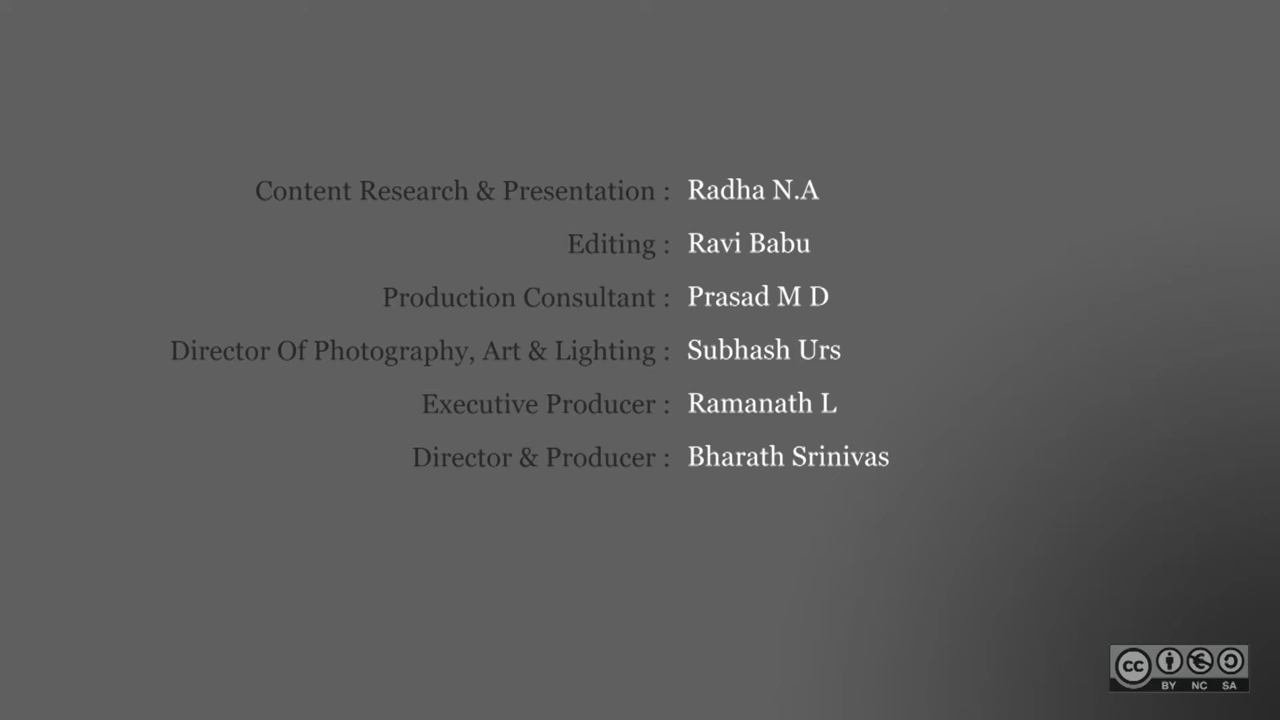 Content Research & Presentation : Radha N.A
Editing : Ravi Babu
Production Consultant : Prasad M D
Director Of Photography, Art & Lighting : Subhash Urs
Executive Producer : Ramanath L
Director & Producer : Bharath Srinivas
cc BY NC SA